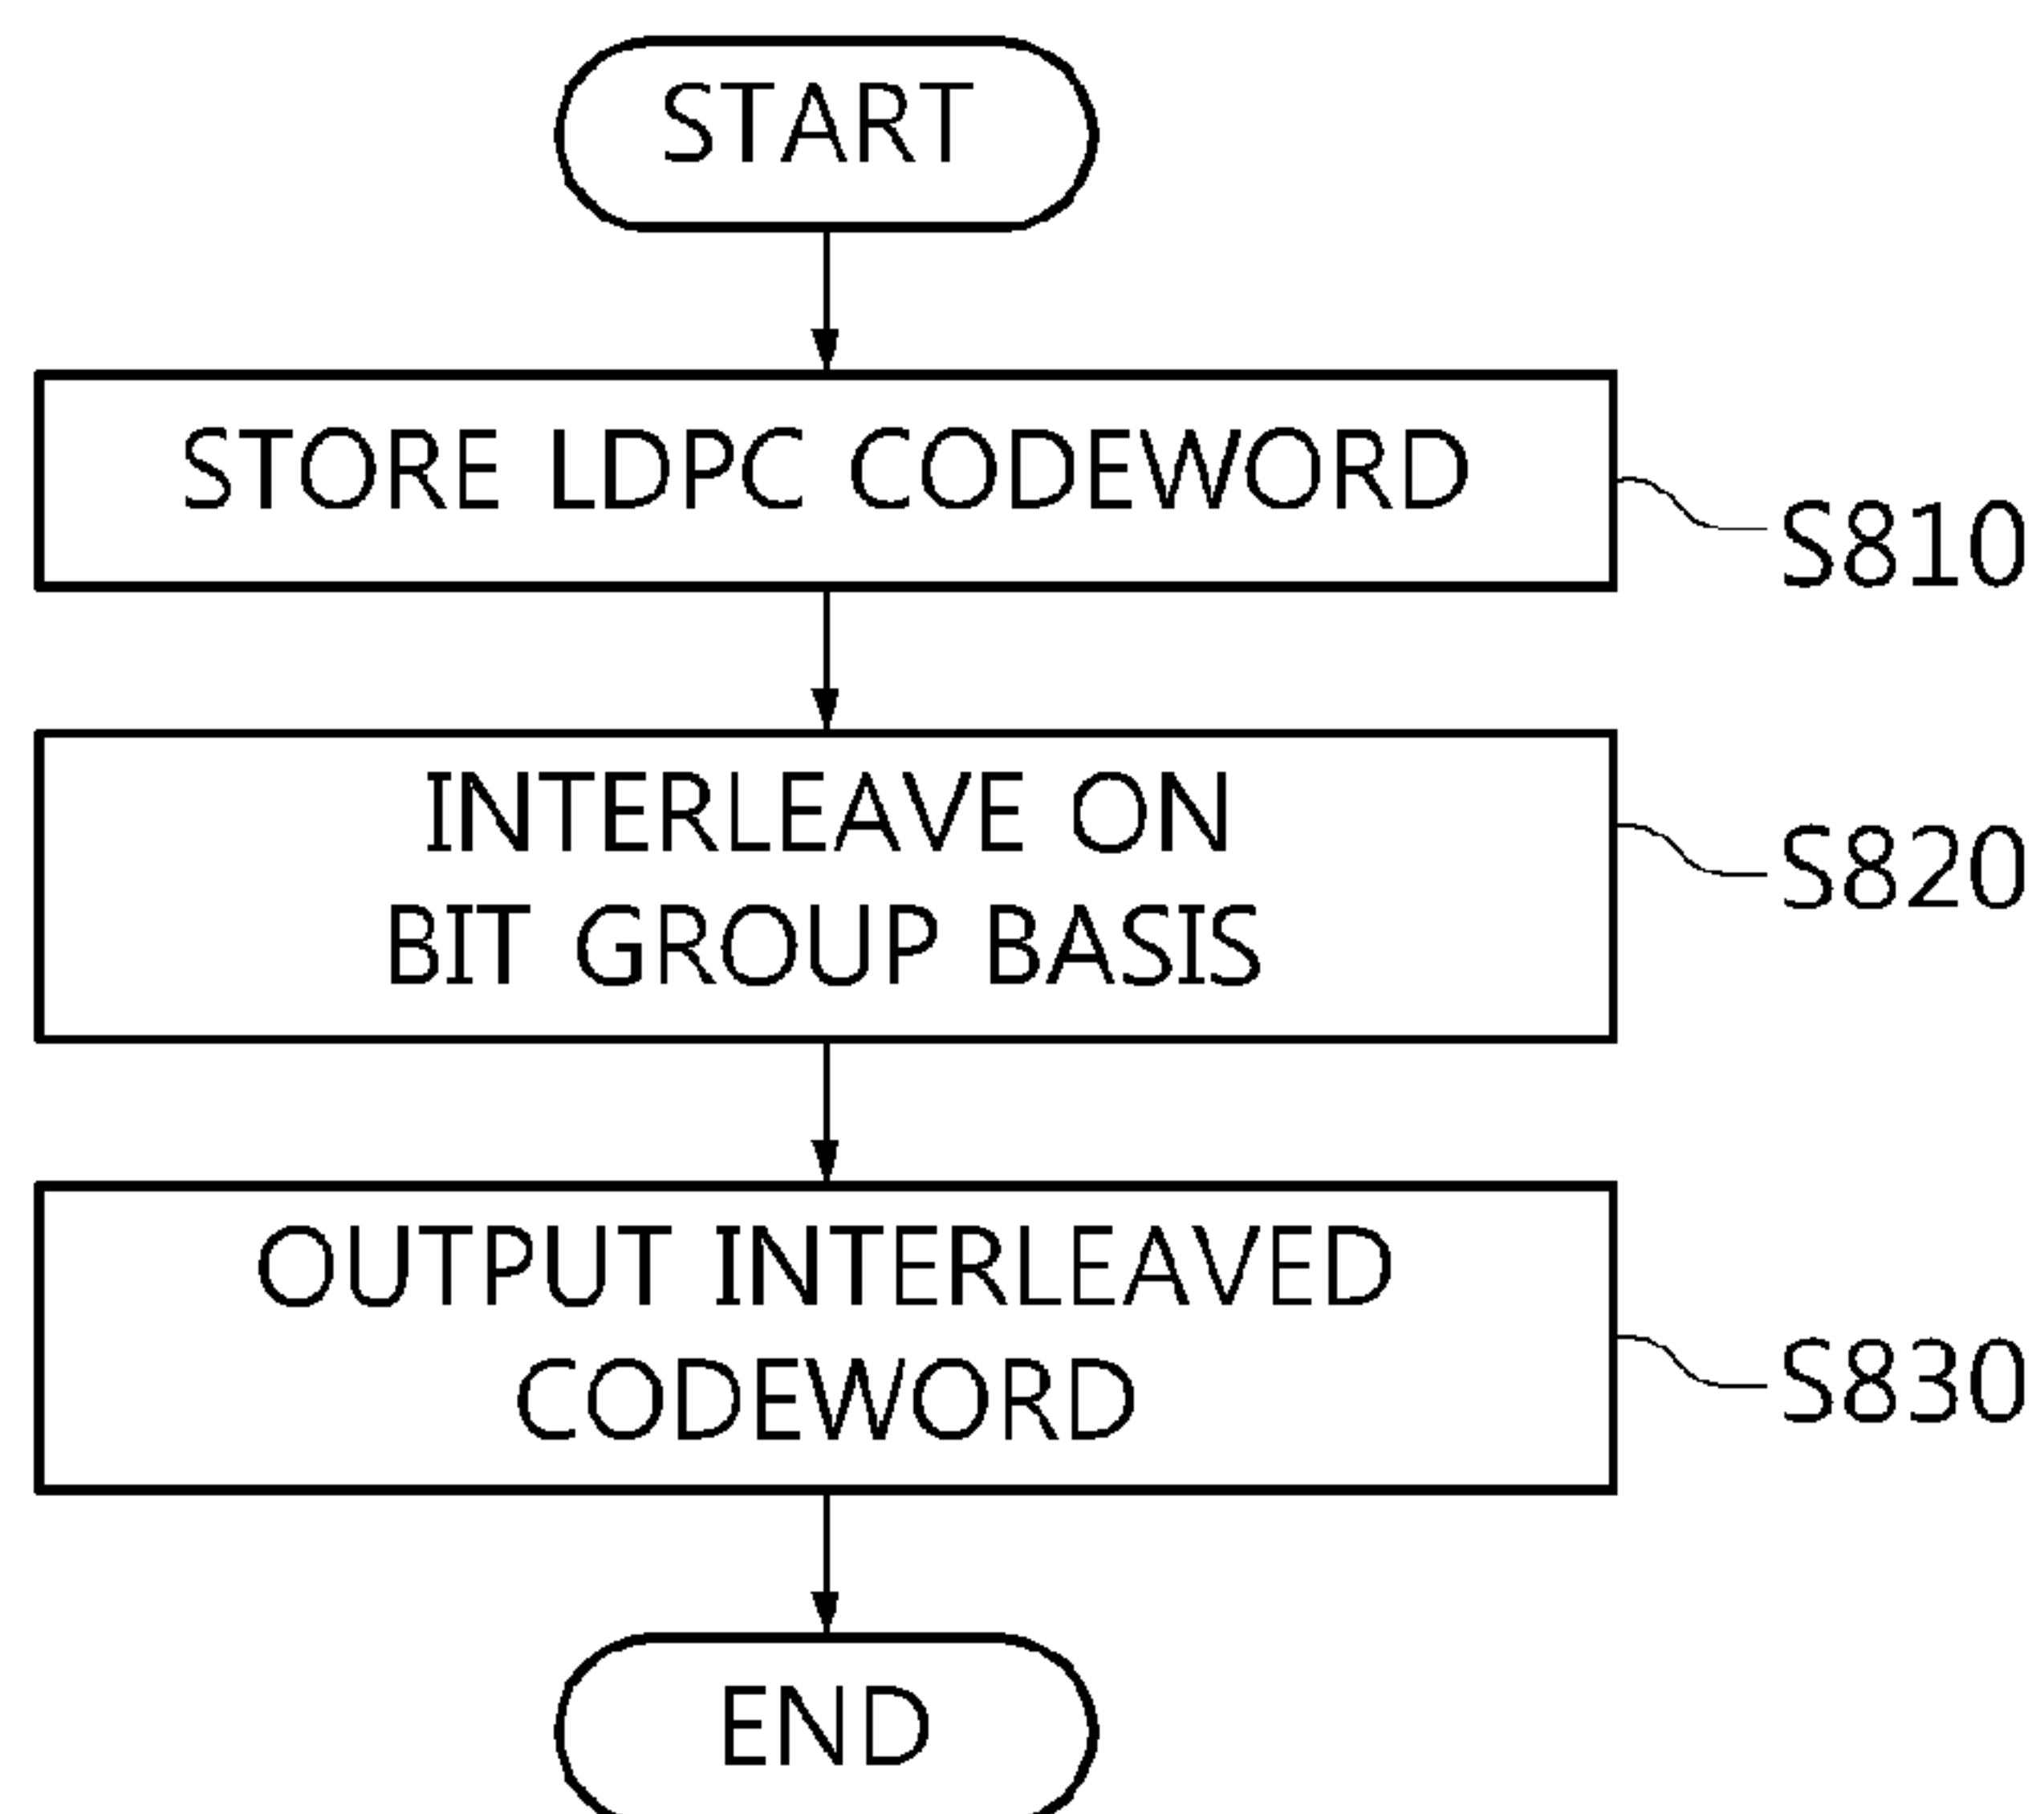 START
STORE LDPC CODEWORD
S810
INTERLEAVE ON
BIT GROUP BASIS
S820
OUTPUT INTERLEAVED
CODEWORD
S830
END